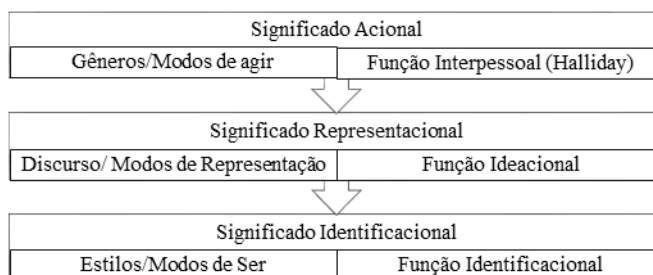 Significado Acional
Gêneros/Modos de agir Função Interpessoal (Halliday)
Significado Representacional
Discurso/ Modos de Representação Função Ideacional
Significado Identificacional
Estilos/Modos de Ser Função Identificacional